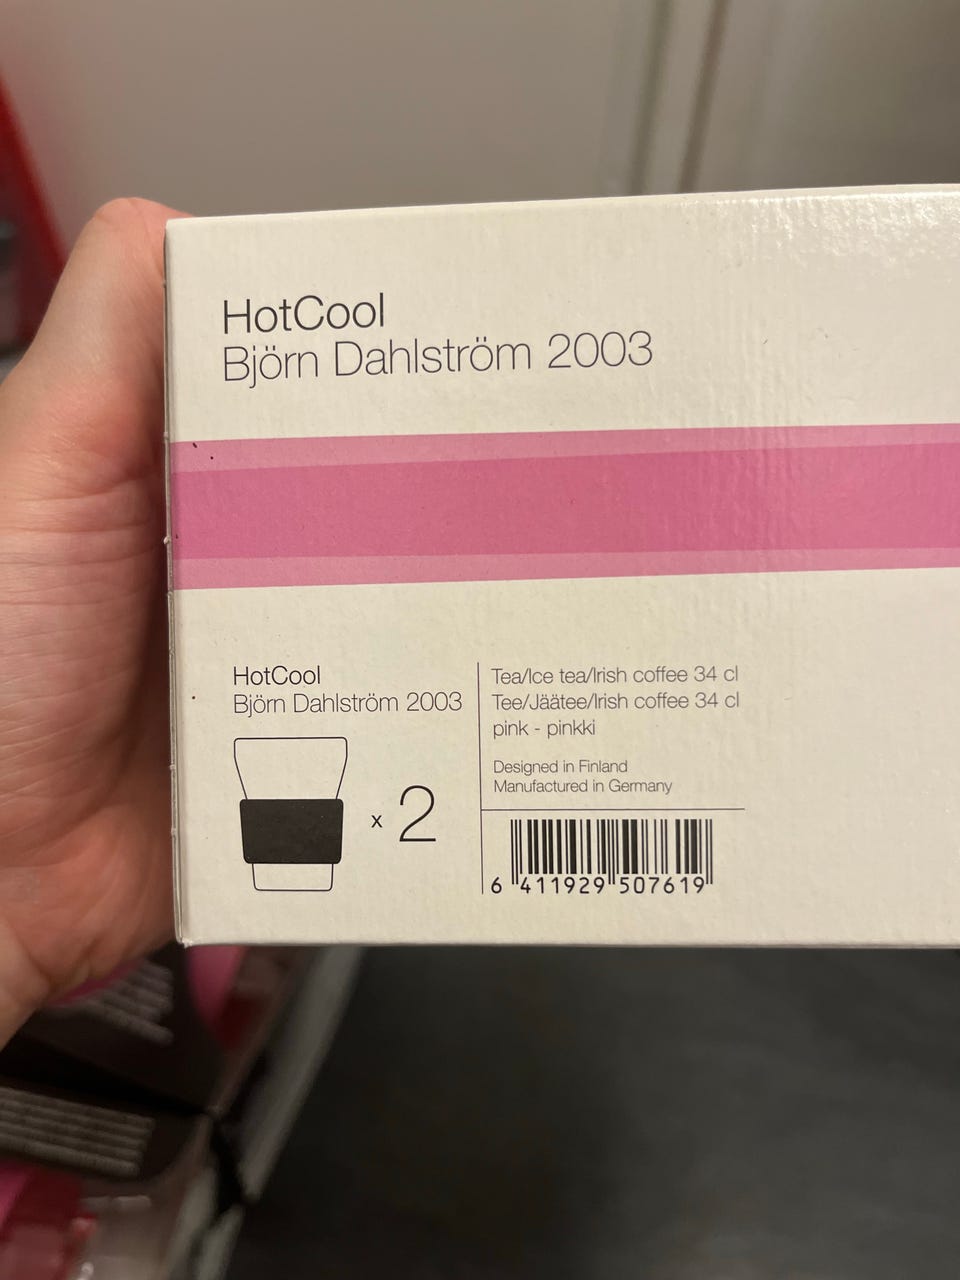 HotCool
Björn Dahlström 2003
HotCool
Björn Dahlström 2003
x 2
Tea/Ice tea/Irish coffee 34 cl
Tee/Jäätee/Irish coffee 34 cl
pink - pinkki
Designed in Finland
Manufactured in Germany
6 411929 507619